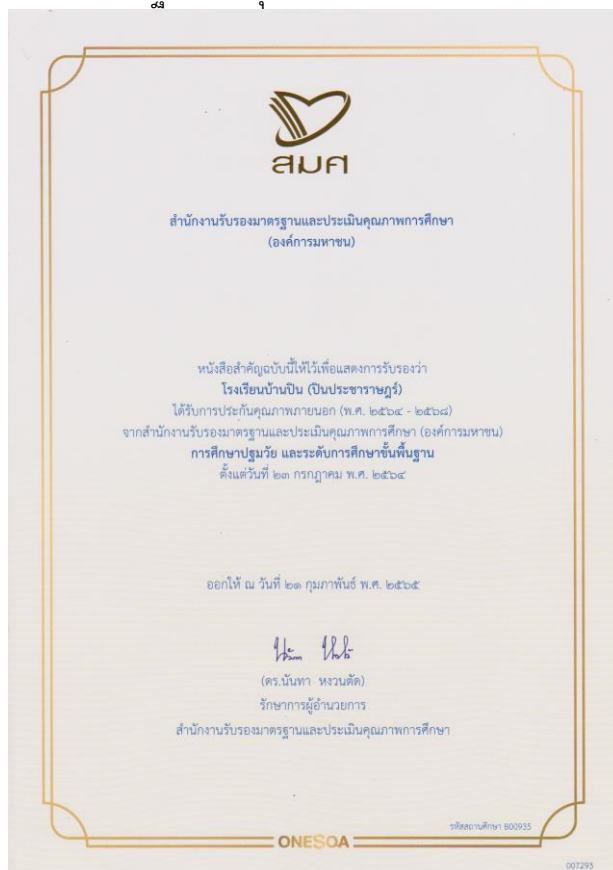 สมศ
สำนักงานรับรองมาตรฐานและประเมินคุณภาพการศึกษา
(องค์การมหาชน)
หนังสือสำคัญฉบับนี้ให้ไว้เพื่อแสดงการรับรองว่า
โรงเรียนบ้านปิน (ปินประชาราษฎร์)
ได้รับการประกันคุณภาพภายนอก (พ.ศ. ๒๕๖๔ - ๒๕๖๘)
จากสำนักงานรับรองมาตรฐานและประเมินคุณภาพการศึกษา (องค์การมหาชน)
การศึกษาปฐมวัย และระดับการศึกษาขั้นพื้นฐาน
ตั้งแต่วันที่ ๒๓ กรกฎาคม พ.ศ. ๒๕๖๔
ออกให้ ณ วันที่ ๒๑ กุมภาพันธ์ พ.ศ. ๒๕๖๕
(ดร.นันทา หงวนตัด)
รักษาการผู้อำนวยการ
สำนักงานรับรองมาตรฐานและประเมินคุณภาพการศึกษา
รหัสสถานศึกษา B00935
ONESQA
007293